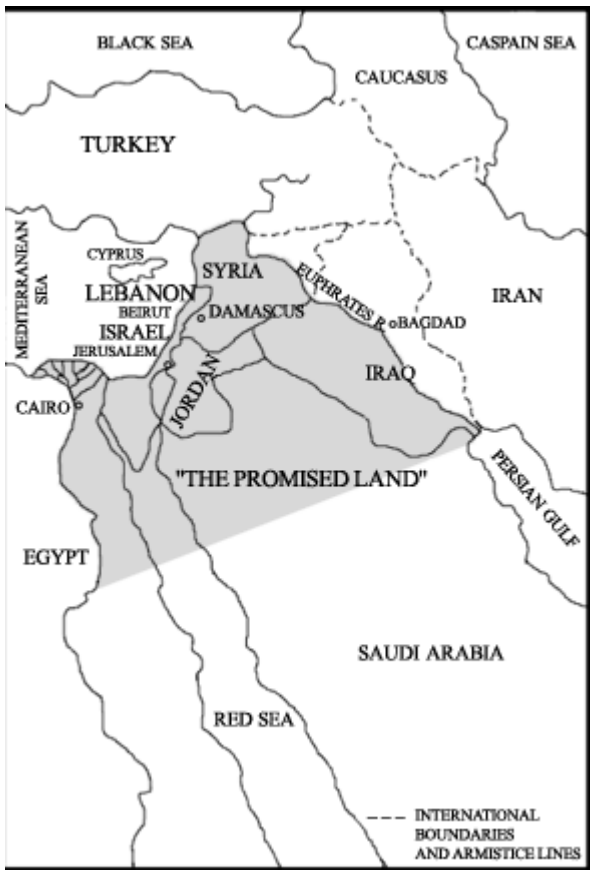 BLACK SEA
CASPAIN SEA
CAUCASUS
TURKEY
MEDITERRANEAN
SEA
CYPRUS
SYRIA
LEBANON
BEIRUT
DAMASCUS
ISRAEL
JERUSALEM
EUPHRATES R
BAGDAD
IRAN
JORDAN
IRAQ
CAIRO
"THE PROMISED LAND"
PERSIAN GULF
EGYPT
SAUDI ARABIA
RED SEA
---- INTERNATIONAL
BOUNDARIES
AND ARMISTICE LINES